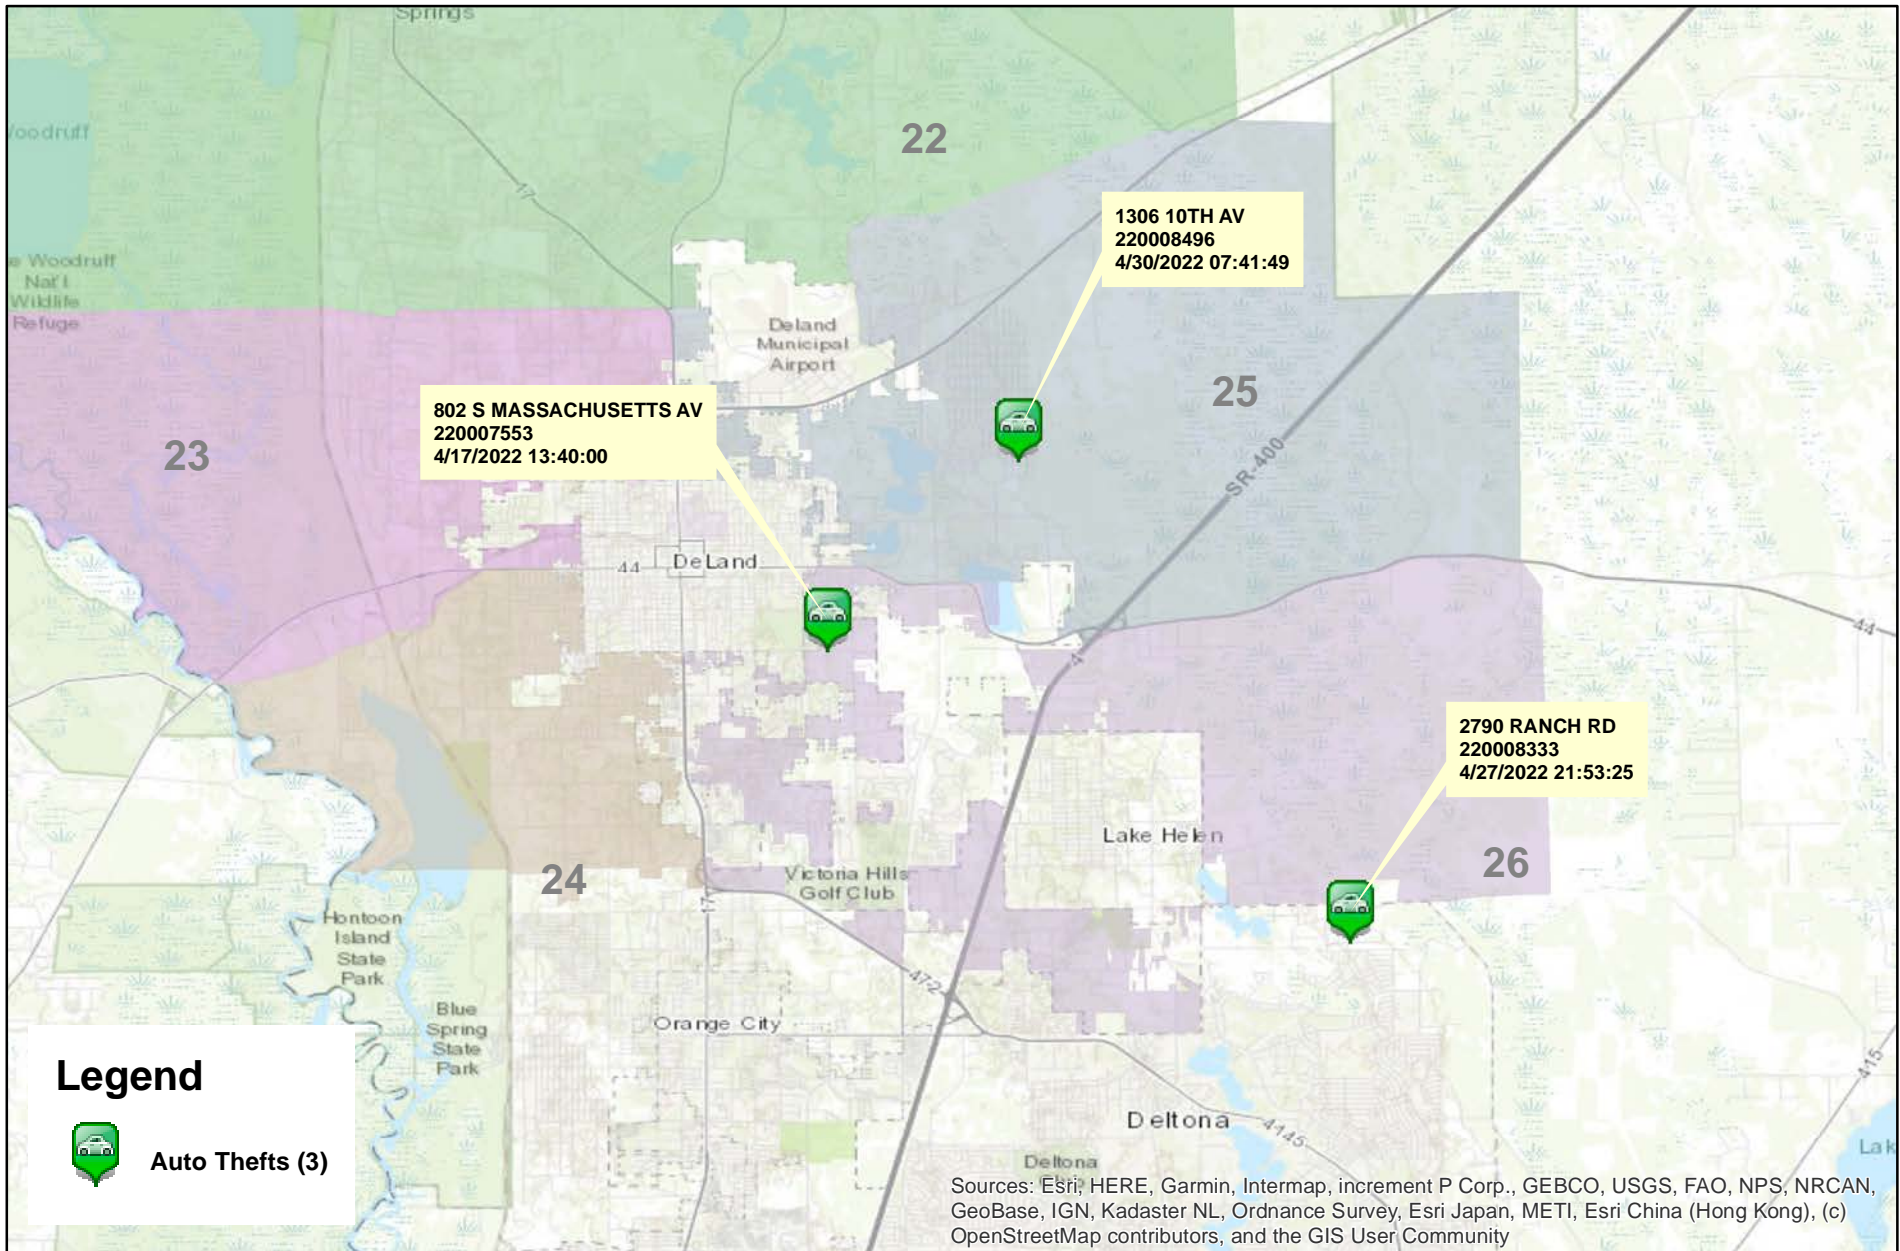 Springs
22
Woodruff
17
1306 10TH AV
220008496
4/30/2022 07:41:49
e Woodruff
Nat'l
Wildlife
Refuge
Deland
Municipal
Airport
25
802 S MASSACHUSETTS AV
220007553
4/17/2022 13:40:00
23
SR-400
44
DeLand
44
4
2790 RANCH RD
220008333
4/27/2022 21:53:25
Lake Helen
26
24
Victoria Hills
Golf Club
17
Hontoon
Island
State
Park
472
Blue
Spring
State
Park
Orange City
415
Legend
Auto Thefts (3)
Deltona
4145
Lak
Deltona
Sources: Esri, HERE, Garmin, Intermap, increment P Corp., GEBCO, USGS, FAO, NPS, NRCAN,
GeoBase, IGN, Kadaster NL, Ordnance Survey, Esri Japan, METI, Esri China (Hong Kong), (c)
OpenStreetMap contributors, and the GIS User Community